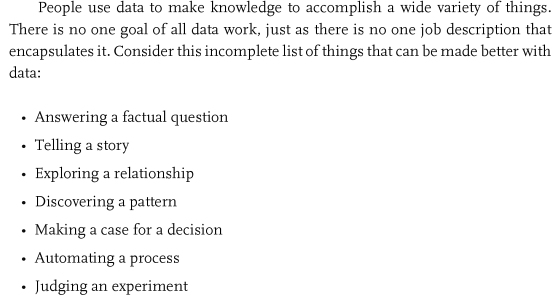 People use data to make knowledge to accomplish a wide variety of things.
There is no one goal of all data work, just as there is no one job description that
encapsulates it. Consider this incomplete list of things that can be made better with
data:
• Answering a factual question
• Telling a story
• Exploring a relationship
• Discovering a pattern
• Making a case for a decision
• Automating a process
• Judging an experiment